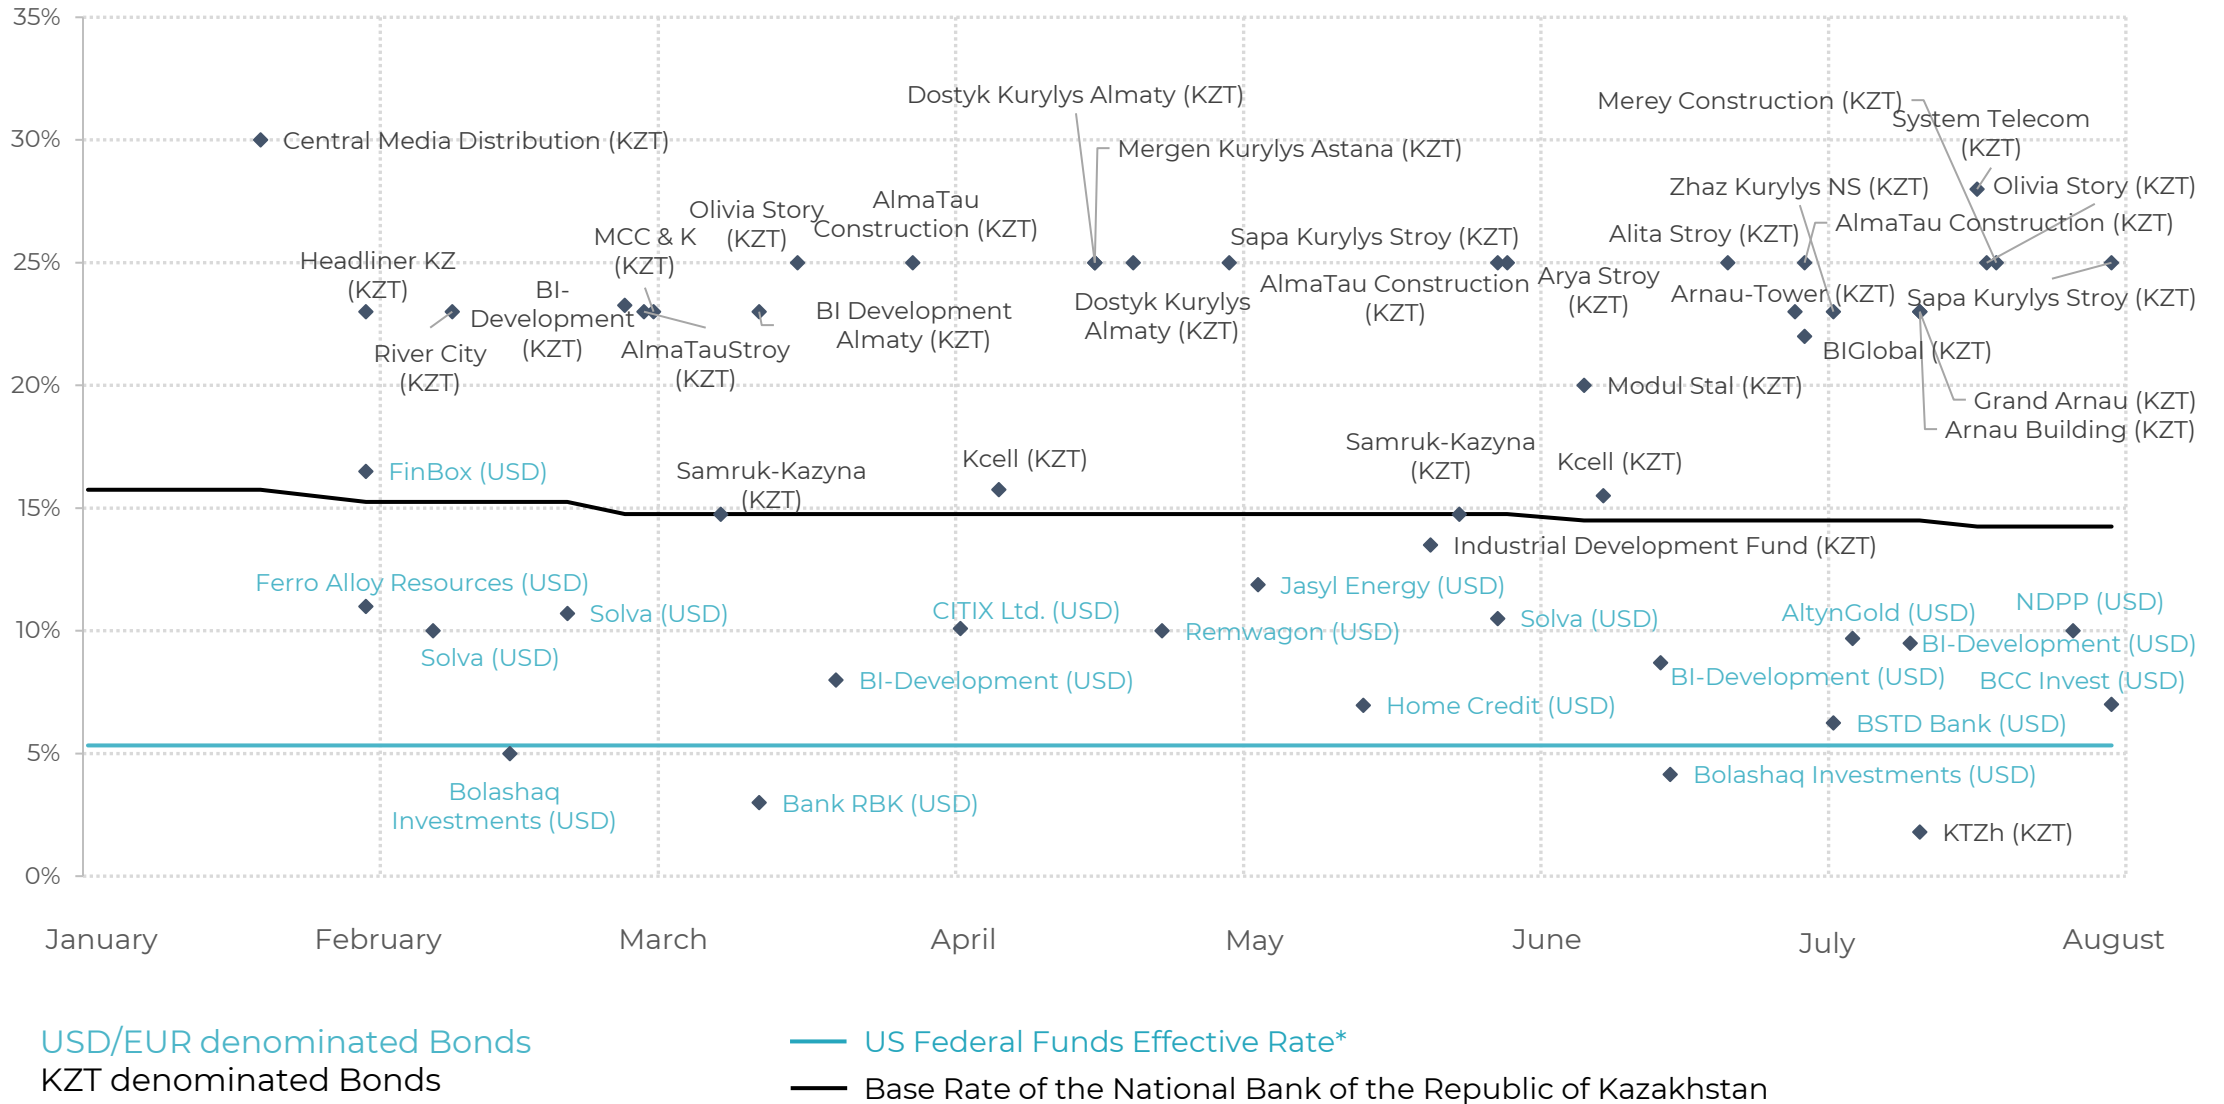 35%
Dostyk Kurylys Almaty (KZT)
Merey Construction (KZT)
System Telecom
(KZT)
30%
Central Media Distribution (KZT)
Mergen Kurylys Astana (KZT)
Zhaz Kurylys NS (KZT)
Olivia Story (KZT)
Olivia Story
(KZT)
AlmaTau
Construction (KZT)
AlmaTau Construction (KZT)
MCC & K
(KZT)
Sapa Kurylys Stroy (KZT)
Alita Stroy (KZT)
25%
Headliner KZ
(KZT)
BI-
Development
(KZT)
AlmaTau Construction
(KZT)
Arya Stroy
(KZT)
Arnau-Tower (KZT)
Sapa Kurylys Stroy (KZT)
Dostyk Kurylys
Almaty (KZT)
BI Development
Almaty (KZT)
River City
(KZT)
AlmaTauStroy
(KZT)
BIGlobal (KZT)
20%
Modul Stal (KZT)
Grand Arnau (KZT)
Arnau Building (KZT)
FinBox (USD)
Samruk-Kazyna
(KZT)
Kcell (KZT)
Samruk-Kazyna
(KZT)
Kcell (KZT)
15%
Industrial Development Fund (KZT)
Ferro Alloy Resources (USD)
Solva (USD)
CITIX Ltd. (USD)
Jasyl Energy (USD)
Solva (USD)
AltynGold (USD)
NDPP (USD)
10%
Remwagon (USD)
BI-Development (USD)
Solva (USD)
BI-Development (USD)
BI-Development (USD)
BCC Invest (USD)
Home Credit (USD)
BSTD Bank (USD)
5%
Bolashaq
Investments (USD)
Bank RBK (USD)
Bolashaq Investments (USD)
KTZh (KZT)
0%
January
February
March
April
May
June
July
August
USD/EUR denominated Bonds
KZT denominated Bonds
US Federal Funds Effective Rate*
Base Rate of the National Bank of the Republic of Kazakhstan